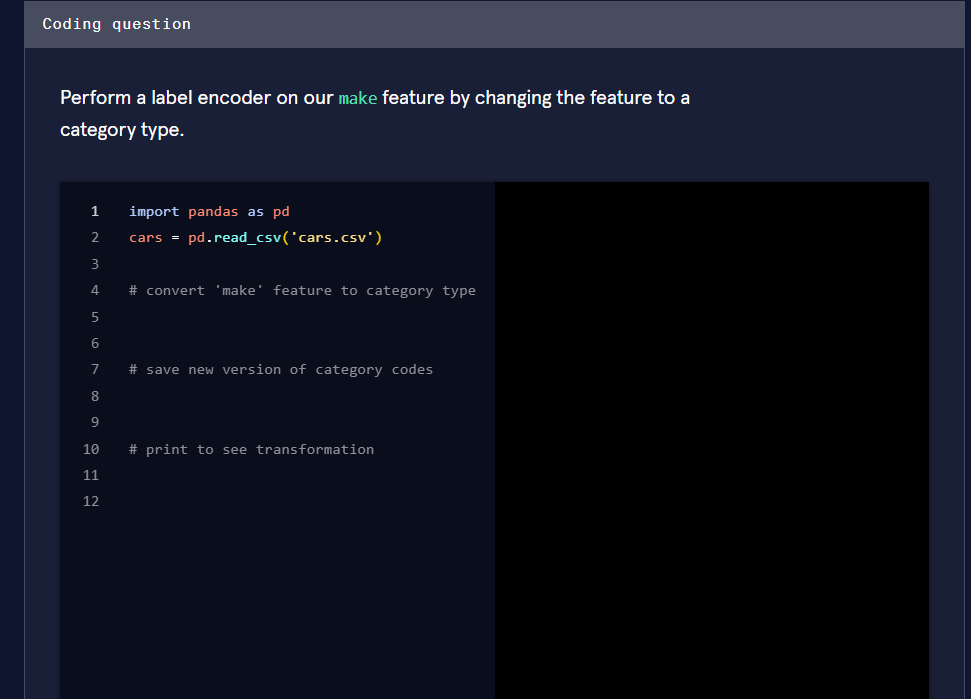 Coding question
Perform a label encoder on our make feature by changing the feature to a
category type.
1 import pandas as pd
2 cars = pd.read_csv('cars.csv')
3
4 # convert 'make' feature to category type
5
6
7 # save new version of category codes
8
9
10 # print to see transformation
11
12